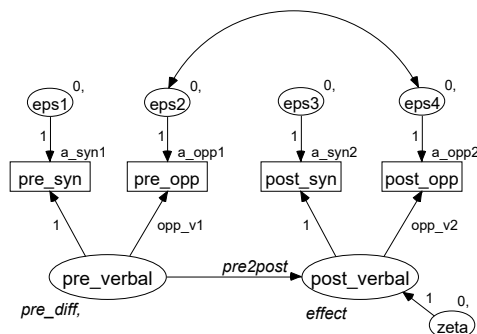 0, 0, 0, 0,
eps1 eps2 eps3 eps4
1 1 1 1
a_syn1 a_opp1 a_syn2 a_opp2
pre_syn pre_opp post_syn post_opp
1 opp_v1 1 opp_v2
pre_verbal pre2post post_verbal
pre_diff, effect 1 0,
zeta